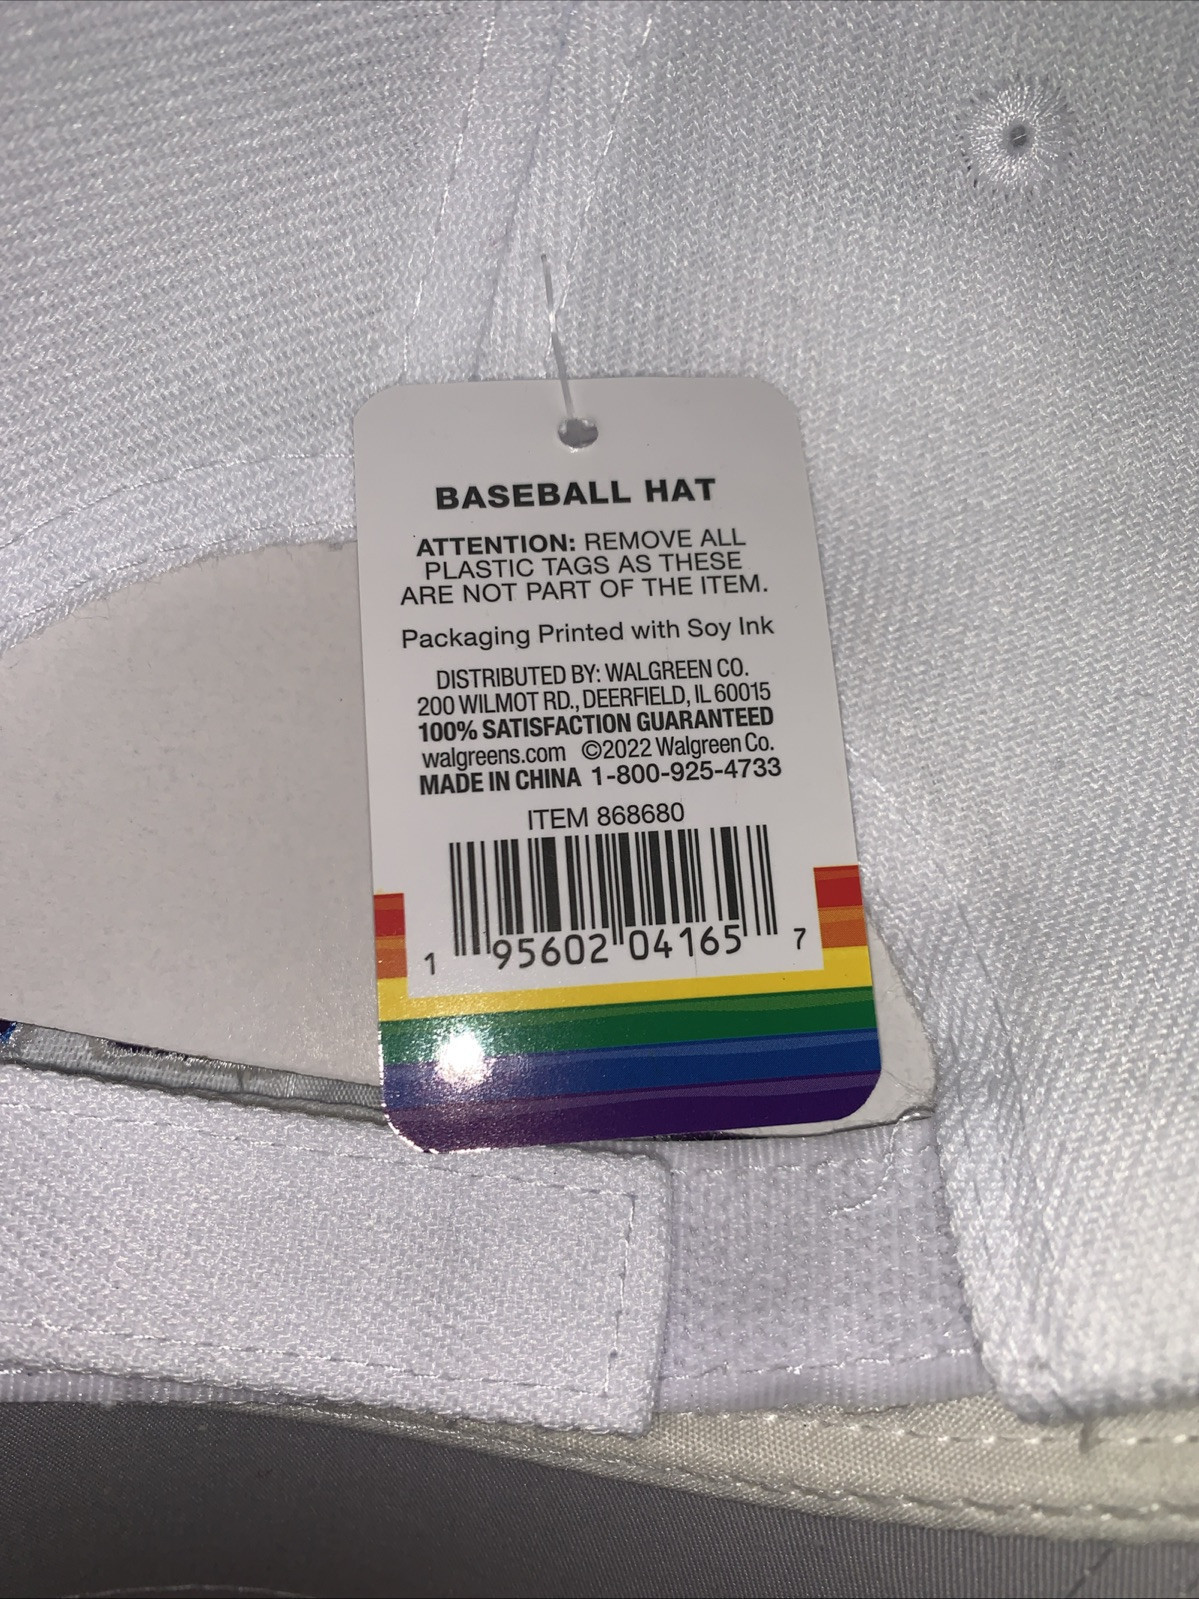 BASEBALL HAT
ATTENTION: REMOVE ALL
PLASTIC TAGS AS THESE
ARE NOT PART OF THE ITEM.
Packaging Printed with Soy Ink
DISTRIBUTED BY: WALGREEN CO.
200 WILMOT RD., DEERFIELD, IL 60015
100% SATISFACTION GUARANTEED
walgreens.com ©2022 Walgreen Co.
MADE IN CHINA 1-800-925-4733
ITEM 868680
1 95602 04165 7